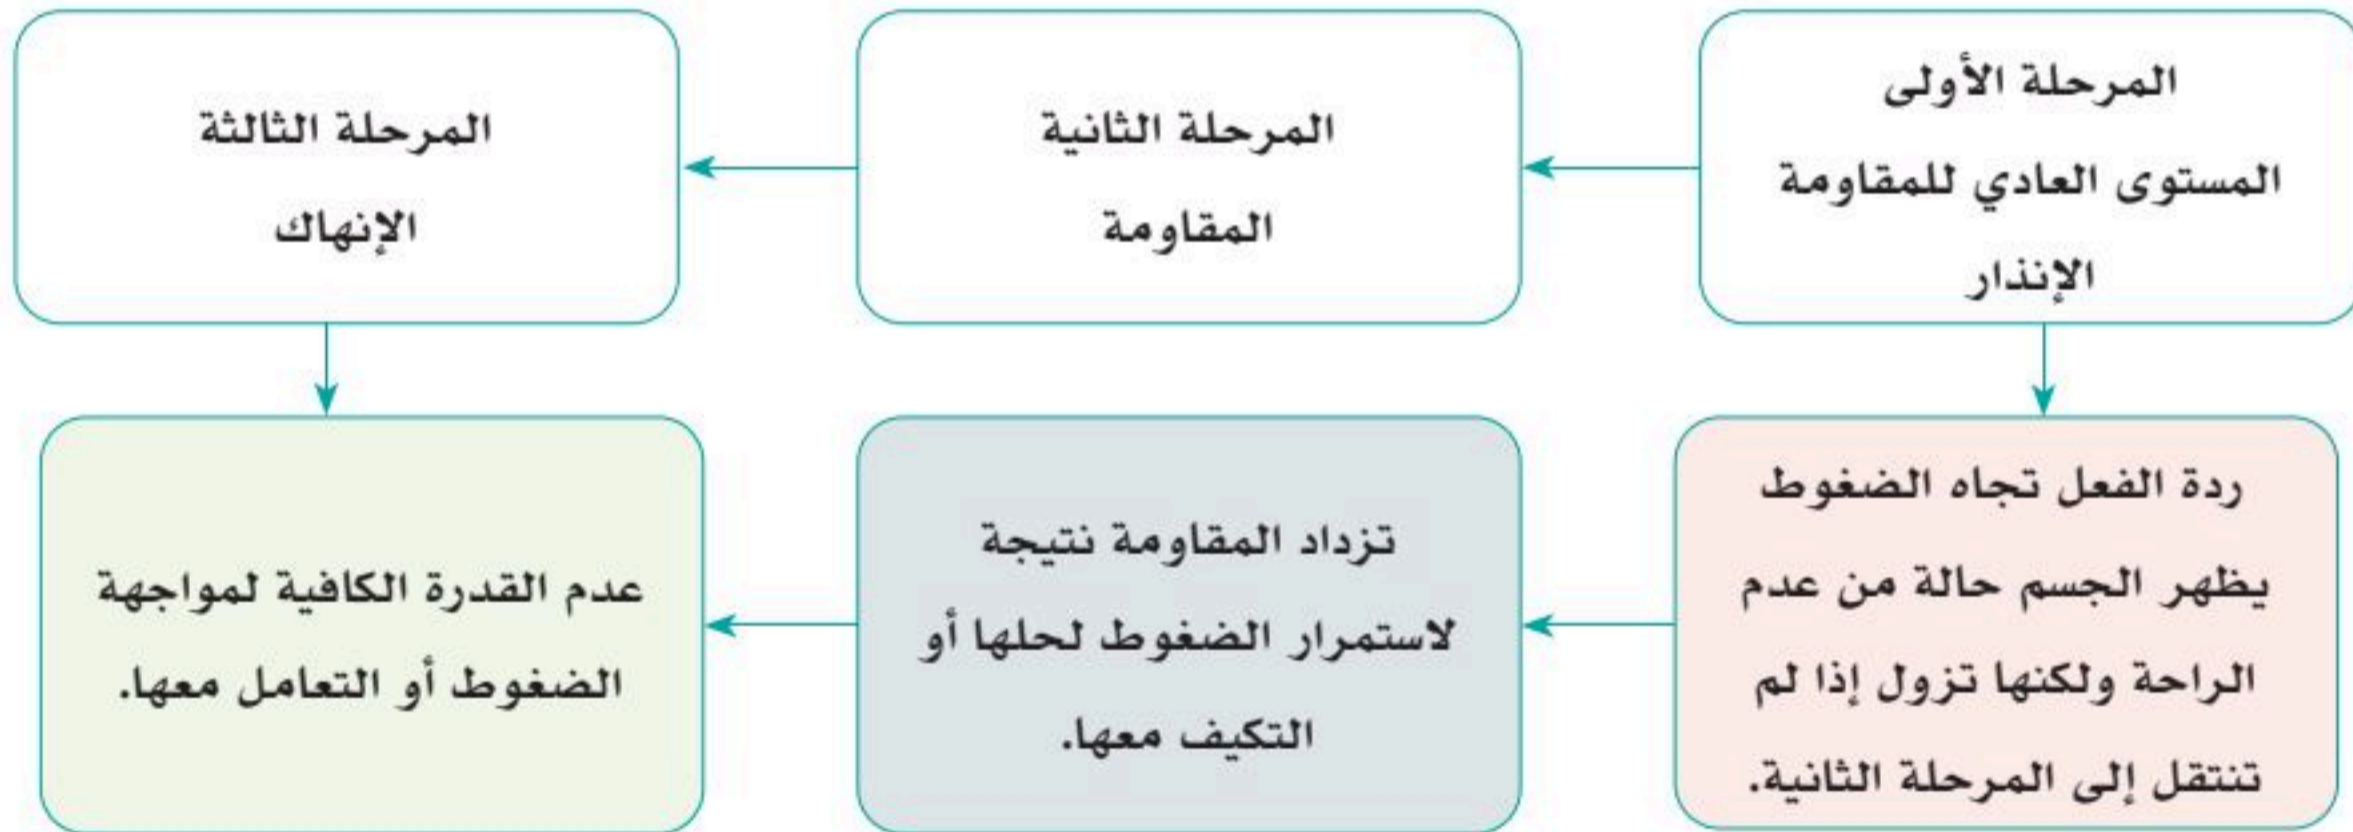 المرحلة الأولى
المستوى العادي للمقاومة
الإنذار
المرحلة الثانية
المقاومة
المرحلة الثالثة
الإنهاك
ردة الفعل تجاه الضغوط
يظهر الجسم حالة من عدم
الراحة ولكنها تزول إذا لم
تنتقل إلى المرحلة الثانية.
تزداد المقاومة نتيجة
لاستمرار الضغوط لحلها أو
التكيف معها.
عدم القدرة الكافية لمواجهة
الضغوط أو التعامل معها.